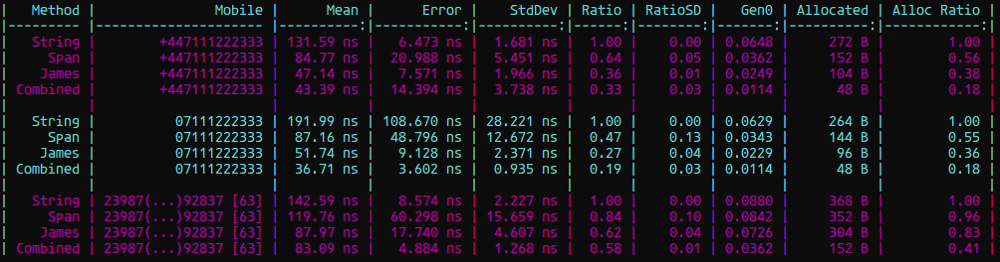 | Method | Mobile | Mean | Error | StdDev | Ratio | RatioSD | Gen0 | Allocated | Alloc Ratio |
|--------- |--------------------- |----------:|-----------:|----------:|------:|--------:|-------:|----------:|------------:|
| String | +447111222333 | 131.59 ns | 6.473 ns | 1.681 ns | 1.00 | 0.00 | 0.0648 | 272 B | 1.00 |
| Span | +447111222333 | 84.77 ns | 20.988 ns | 5.451 ns | 0.64 | 0.05 | 0.0362 | 152 B | 0.56 |
| James | +447111222333 | 47.14 ns | 7.571 ns | 1.966 ns | 0.36 | 0.01 | 0.0249 | 104 B | 0.38 |
| Combined | +447111222333 | 43.39 ns | 14.394 ns | 3.738 ns | 0.33 | 0.03 | 0.0114 | 48 B | 0.18 |
| | | | | | | | | | |
| String | 07111222333 | 191.99 ns | 108.670 ns | 28.221 ns | 1.00 | 0.00 | 0.0629 | 264 B | 1.00 |
| Span | 07111222333 | 87.16 ns | 48.796 ns | 12.672 ns | 0.47 | 0.13 | 0.0343 | 144 B | 0.55 |
| James | 07111222333 | 51.74 ns | 9.128 ns | 2.371 ns | 0.27 | 0.04 | 0.0229 | 96 B | 0.36 |
| Combined | 07111222333 | 36.71 ns | 3.602 ns | 0.935 ns | 0.19 | 0.03 | 0.0114 | 48 B | 0.18 |
| | | | | | | | | | |
| String | 23987(...)92837 [63] | 142.59 ns | 8.574 ns | 2.227 ns | 1.00 | 0.00 | 0.0880 | 368 B | 1.00 |
| Span | 23987(...)92837 [63] | 119.76 ns | 60.298 ns | 15.659 ns | 0.84 | 0.10 | 0.0842 | 352 B | 0.96 |
| James | 23987(...)92837 [63] | 87.97 ns | 17.740 ns | 4.607 ns | 0.62 | 0.04 | 0.0726 | 304 B | 0.83 |
| Combined | 23987(...)92837 [63] | 83.09 ns | 4.884 ns | 1.268 ns | 0.58 | 0.01 | 0.0362 | 152 B | 0.41 |